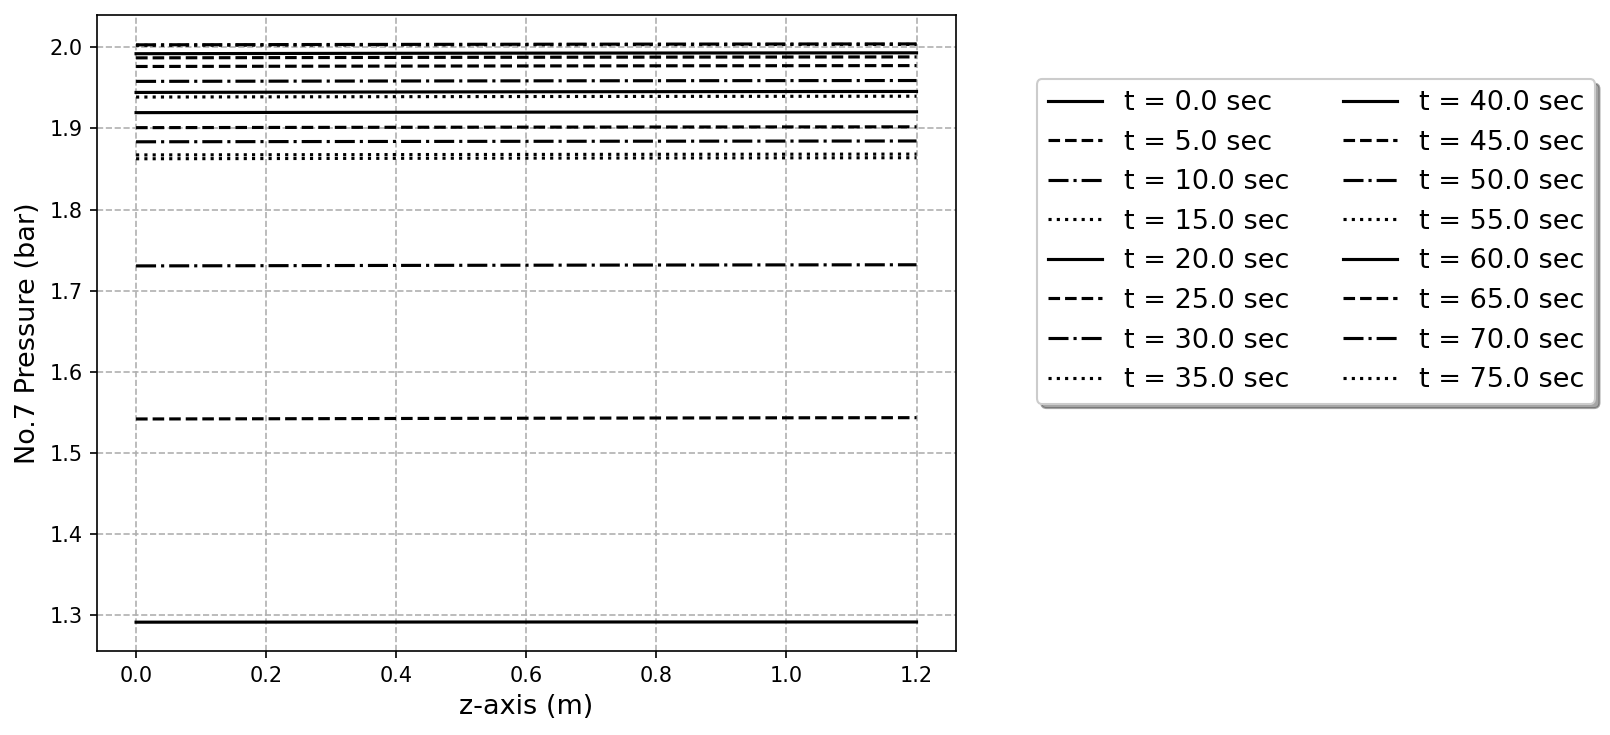 2.0
1.9
1.8
1.7
1.6
1.5
1.4
1.3
No.7 Pressure (bar)
0.0 0.2 0.4 0.6 0.8 1.0 1.2
z-axis (m)
t = 0.0 sec
t = 5.0 sec
t = 10.0 sec
t = 15.0 sec
t = 20.0 sec
t = 25.0 sec
t = 30.0 sec
t = 35.0 sec
t = 40.0 sec
t = 45.0 sec
t = 50.0 sec
t = 55.0 sec
t = 60.0 sec
t = 65.0 sec
t = 70.0 sec
t = 75.0 sec